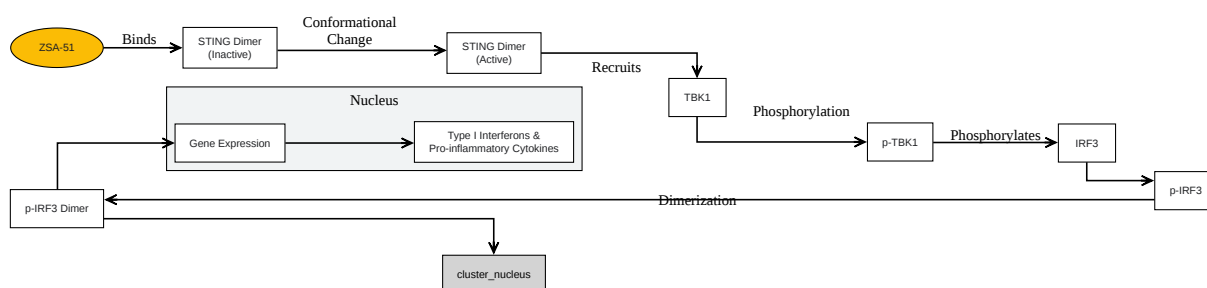 ZSA-51
Binds
STING Dimer
(Inactive)
Conformational
Change
STING Dimer
(Active)
Recruits
TBK1
Phosphorylation
p-TBK1
Phosphorylates
IRF3
p-IRF3
Dimerization
p-IRF3 Dimer
Nucleus
Gene Expression
Type I Interferons &
Pro-inflammatory Cytokines
cluster_nucleus